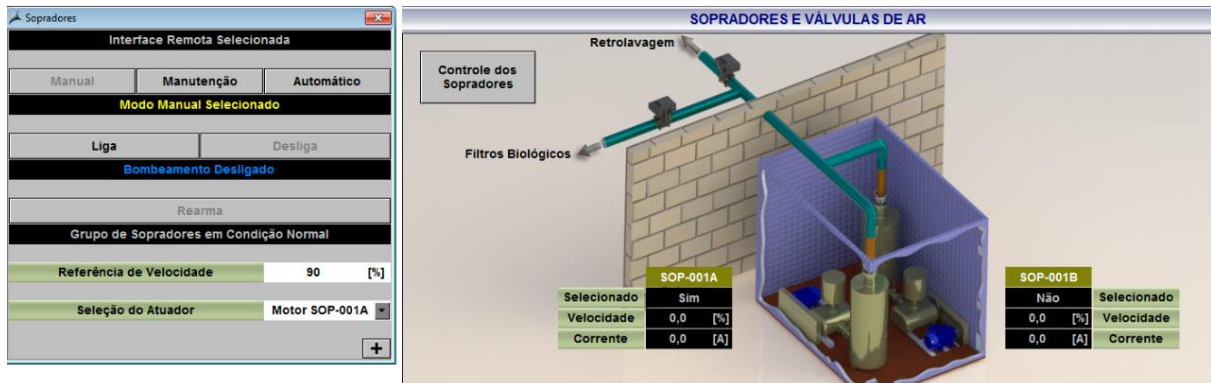 Sopradores
Interface Remota Selecionada
Manual Manutenção Automático
Modo Manual Selecionado
Liga Desliga
Bombeamento Desligado
Rearma
Grupo de Sopradores em Condição Normal
Referência de Velocidade 90 [%]
Seleção do Atuador Motor SOP-001A
+
SOPRADORES E VÁLVULAS DE AR
Retrolavagem
Controle dos
Sopradores
Filtros Biológicos
SOP-001A
Selecionado Sim
Velocidade 0,0 [%]
Corrente 0,0 [A]
SOP-001B
Não Selecionado
0,0 [%] Velocidade
0,0 [A] Corrente